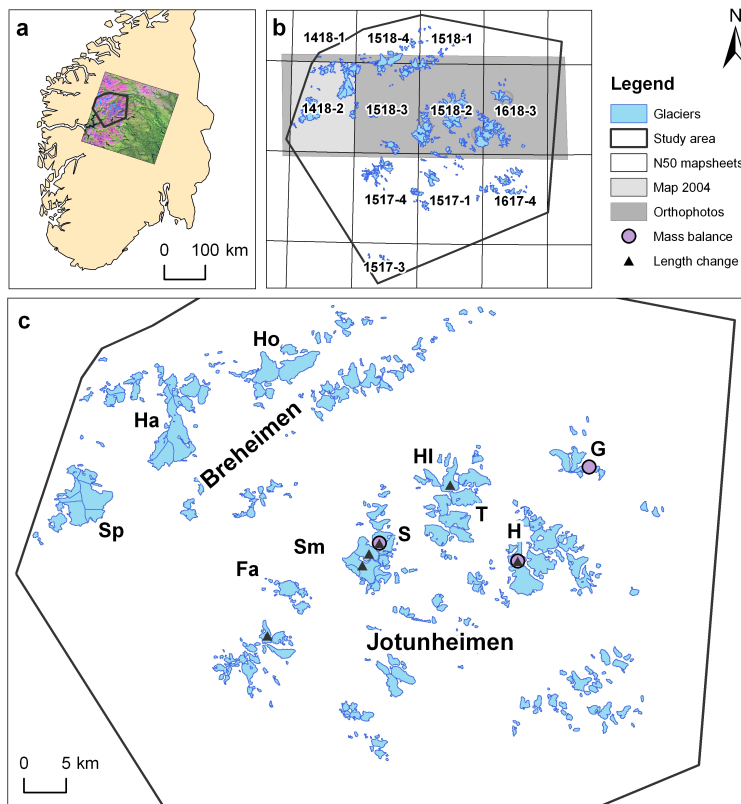 a
0 100 km
b
1418-1 1518-4 1518-1
1418-2 1518-3 1518-2 1618-3
1517-4 1517-1 1617-4
1517-3
N
Legend
Glaciers
Study area
N50 mapsheets
Map 2004
Orthophotos
Mass balance
Length change
c
Ho
Ha
Breheimen
Hl
G
Sp
T
Sm
S
H
Fa
Jotunheimen
0 5 km